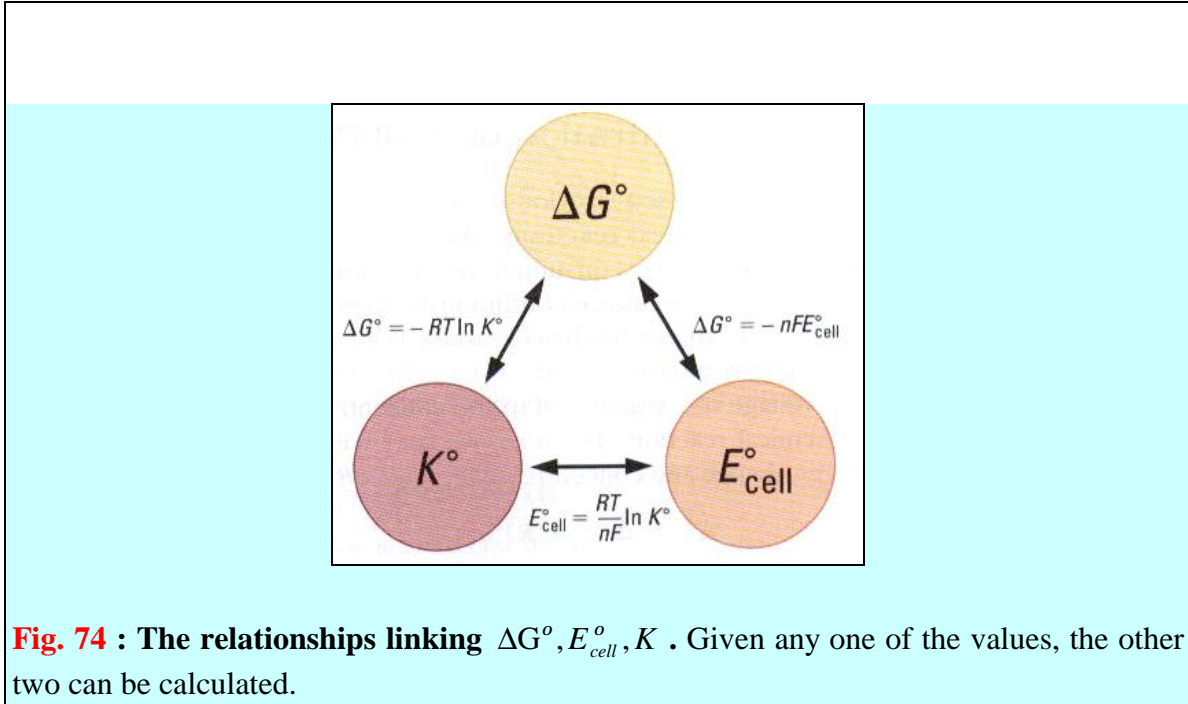 ΔG°
ΔG° = – RT ln K°
ΔG° = – nFE°cell
K°
E°cell
E°cell = RT/nF ln K°
Fig. 74 : The relationships linking ΔG°, E°cell, K . Given any one of the values, the other
two can be calculated.